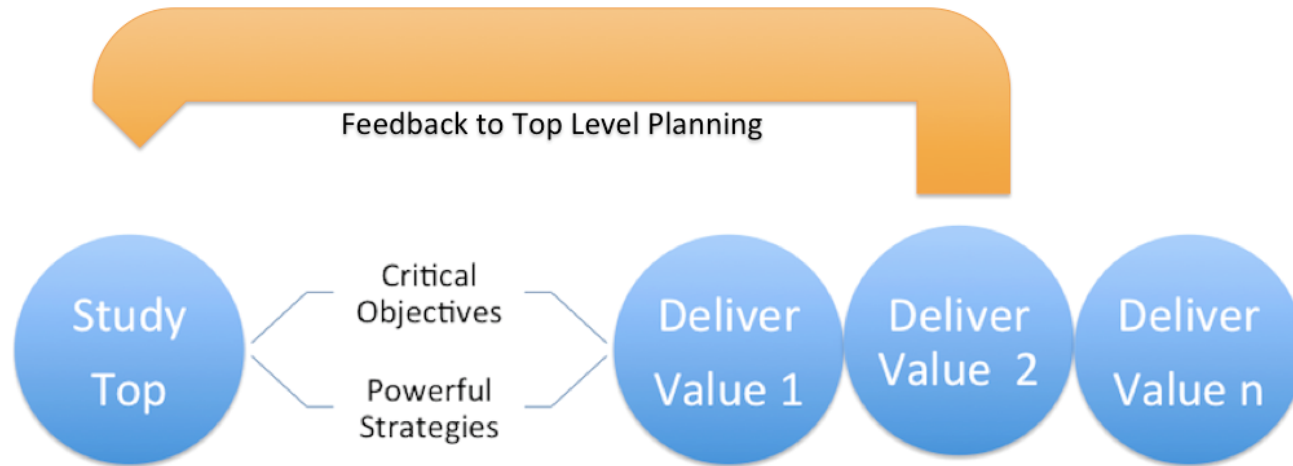 Feedback to Top Level Planning
Study
Top
Critical
Objectives
Powerful
Strategies
Deliver
Value 1
Deliver
Value  2
Deliver
Value n